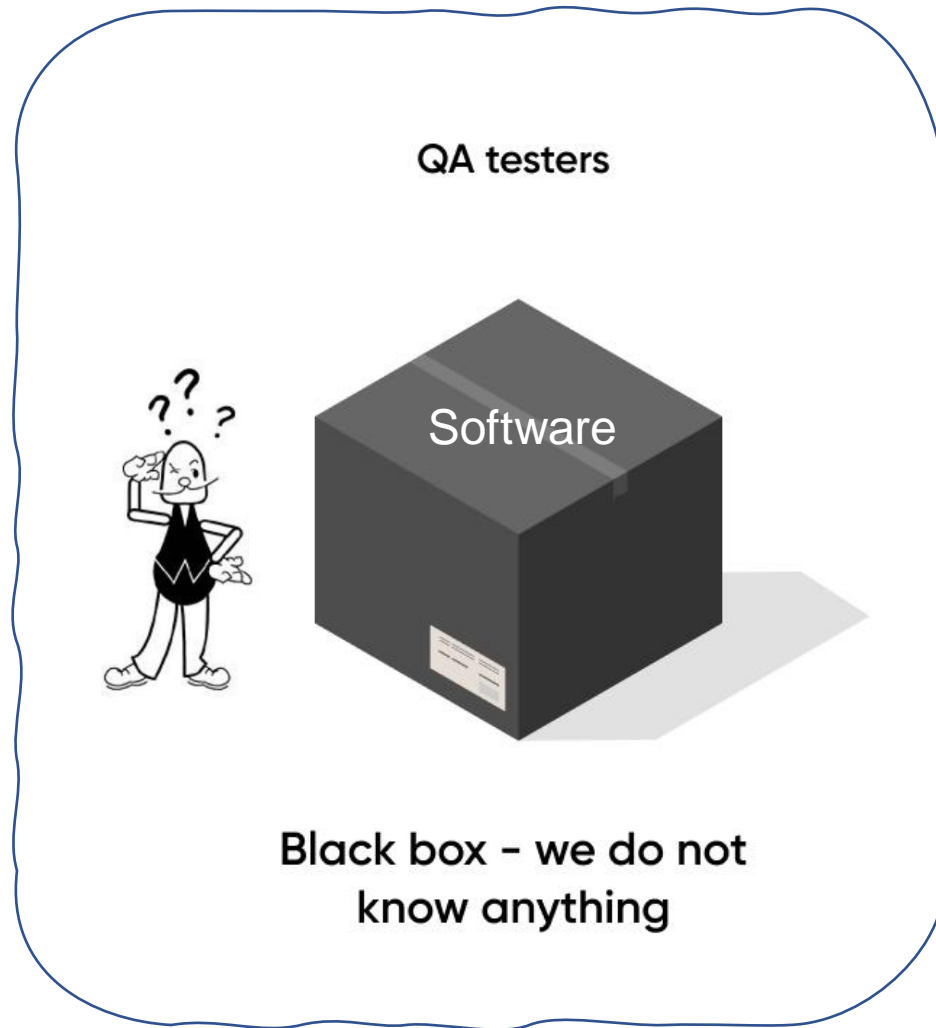 QA testers
? ? ?
Software
Black box - we do not
know anything